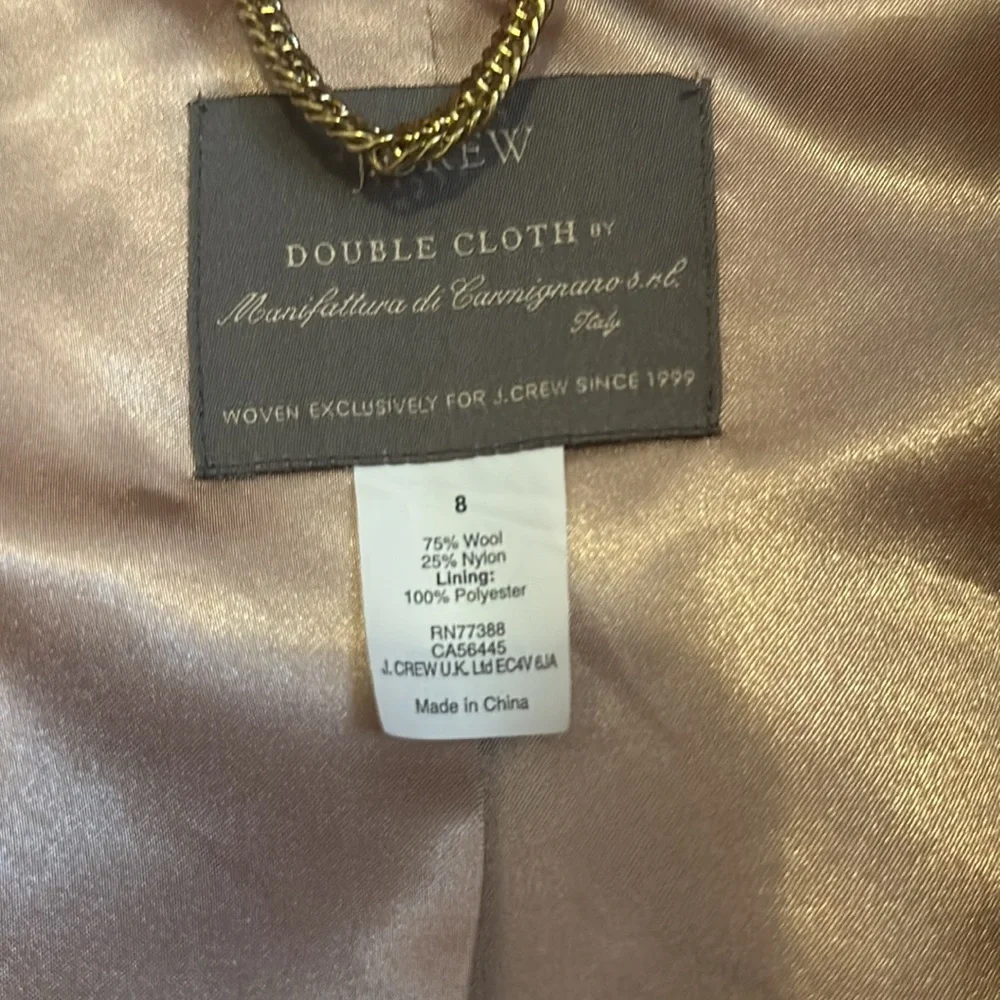 J.CREW
DOUBLE CLOTH BY
Manifattura di Carmignano s.r.l.
Italy
WOVEN EXCLUSIVELY FOR J.CREW SINCE 1999
8
75% Wool
25% Nylon
Lining:
100% Polyester
RN77388
CA56445
J.CREW U.K. Ltd EC4V 6JA
Made in China